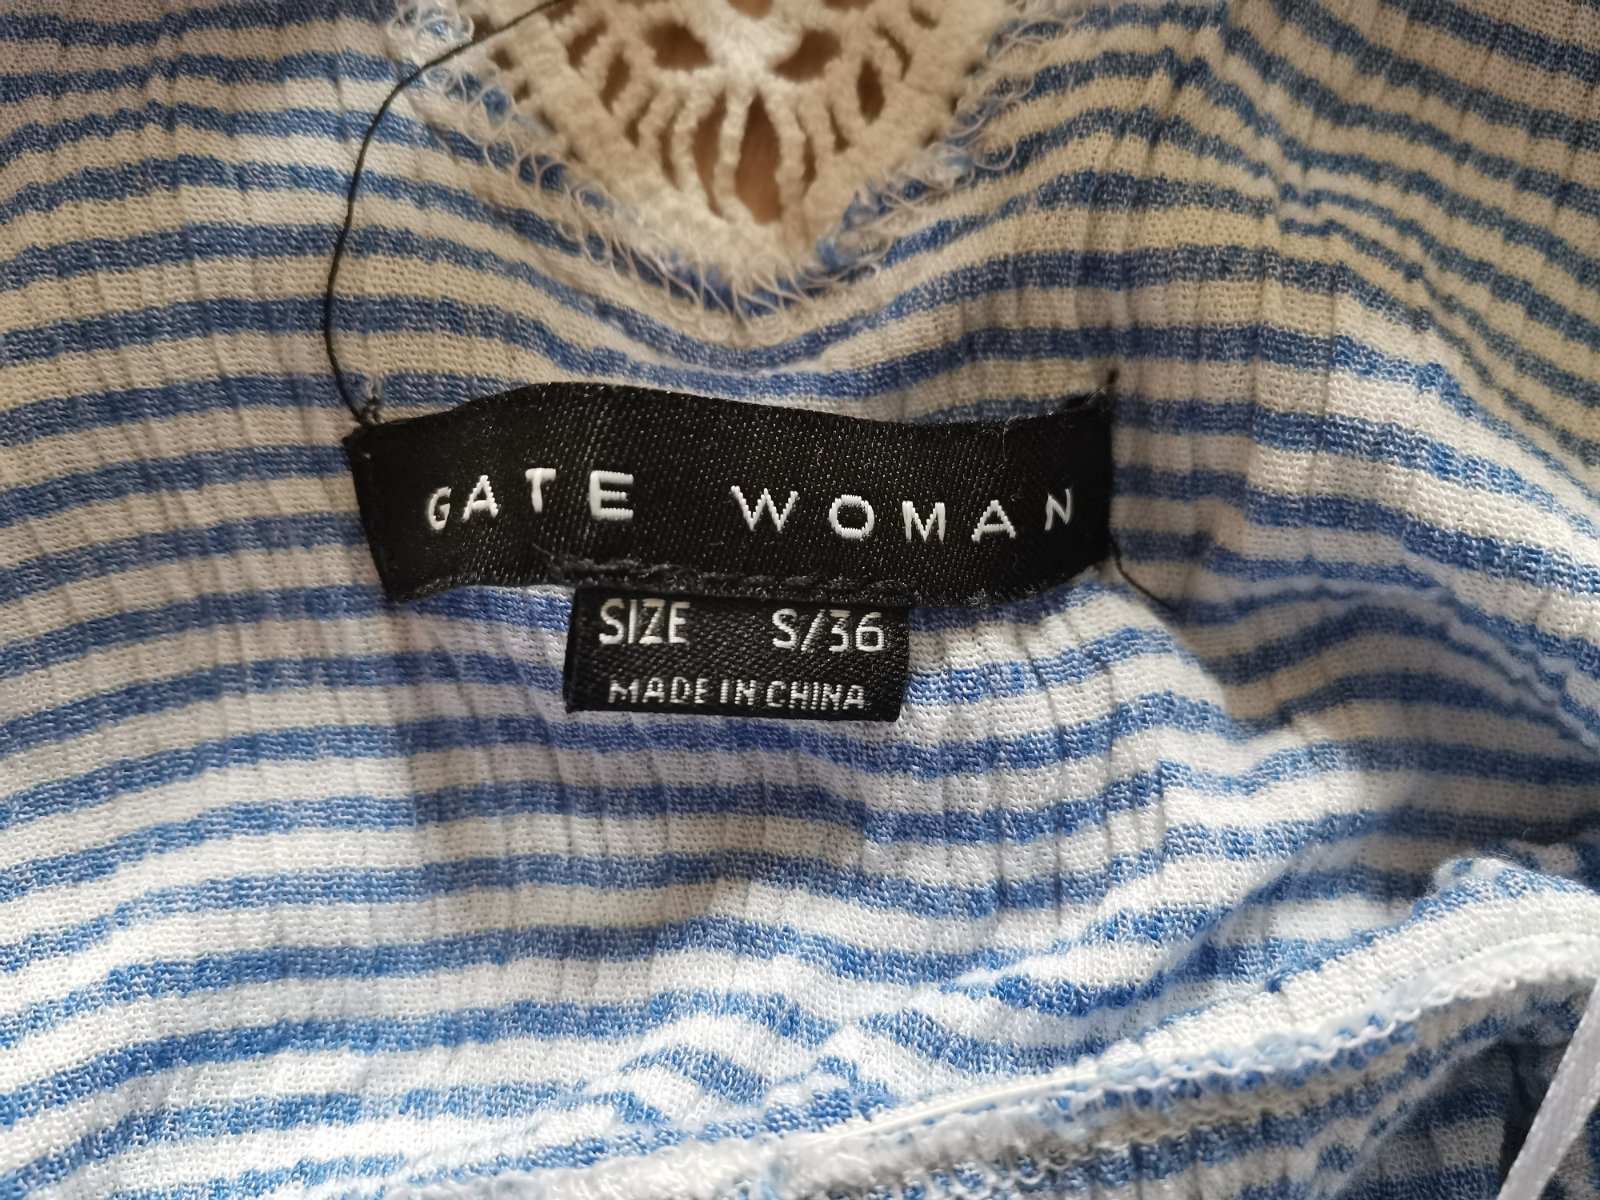 GATE WOMAN
SIZE S/36
MADE IN CHINA